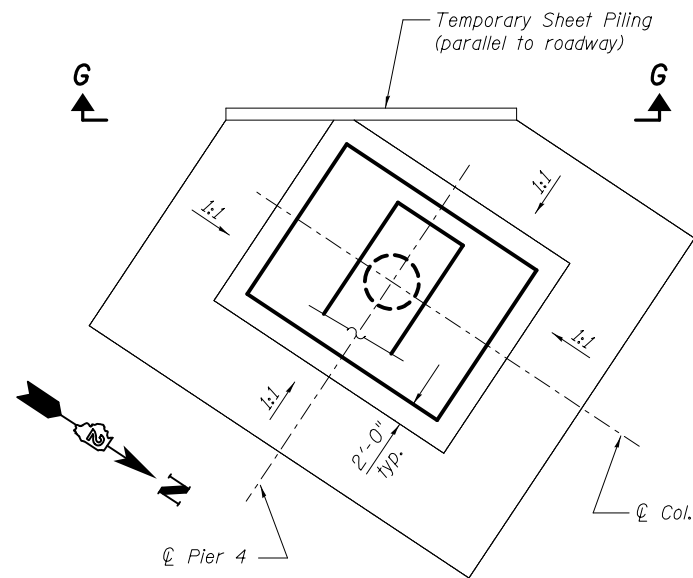 Temporary Sheet Piling
(parallel to roadway)
G
G
1:1
1:1
1:1
1:1
2'-0"
typ.
N
℄ Col.
℄ Pier 4